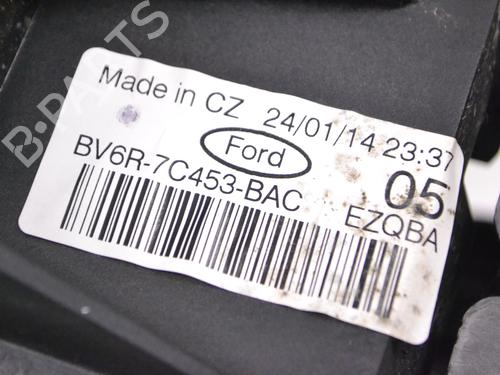 Made in CZ 24/01/14 23:37
Ford
BV6R-7C453-BAC
05
EZQBA
B-PARTS